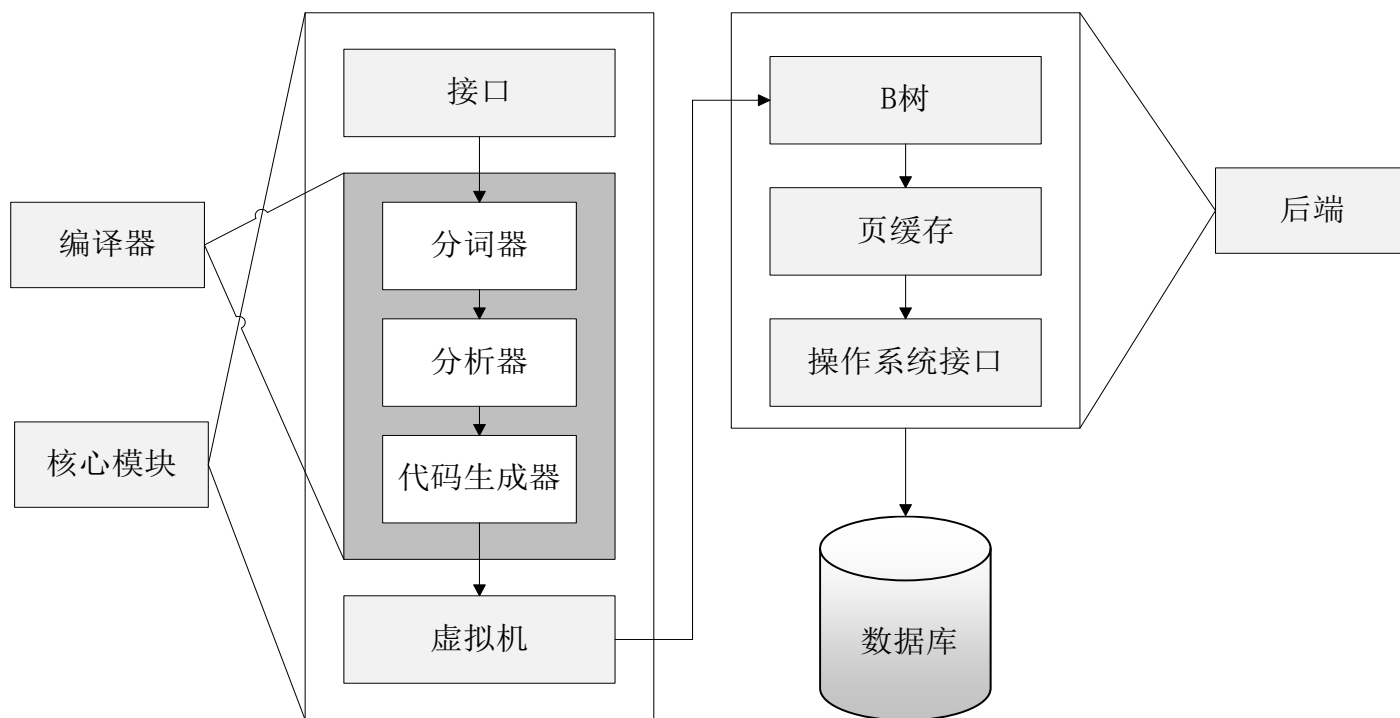 接口
编译器
分词器
分析器
核心模块
代码生成器
虚拟机
B树
页缓存
操作系统接口
后端
数据库